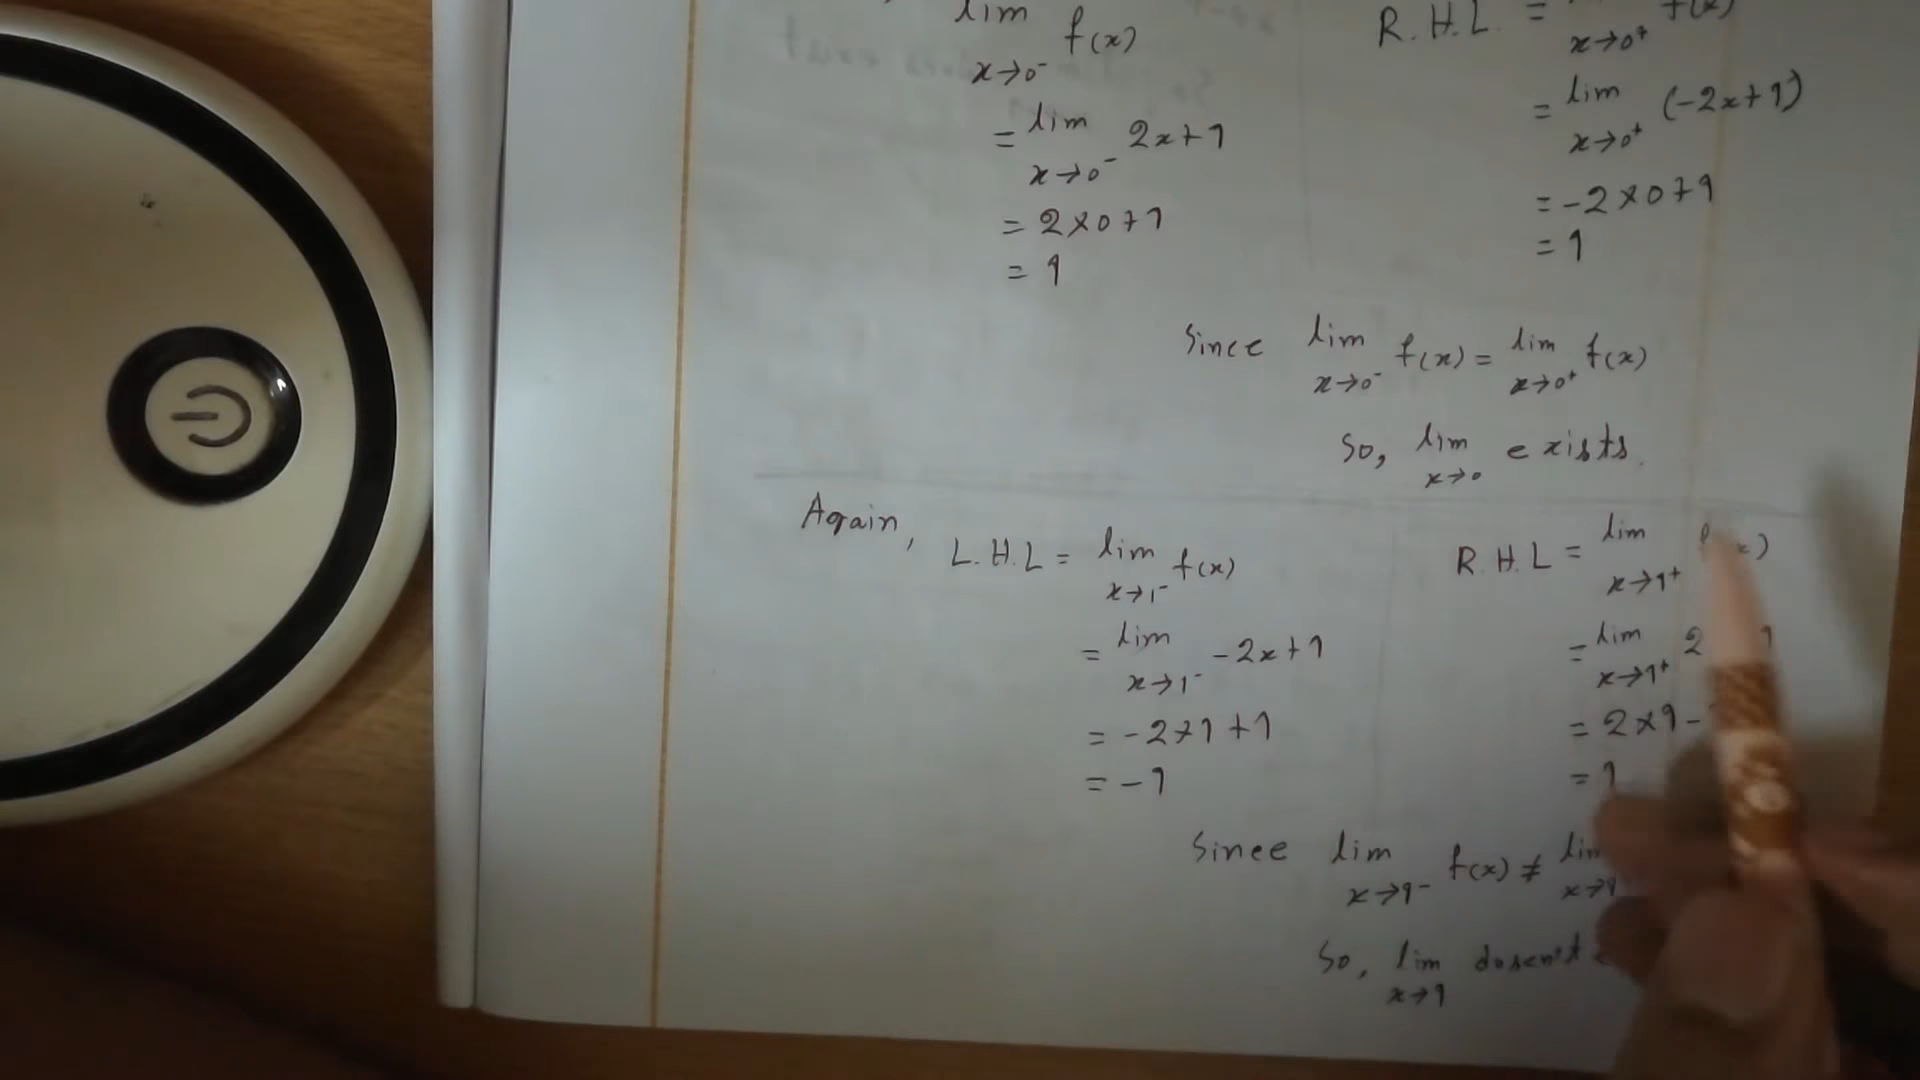 lim f(x)
x→0⁻
= lim 2x+1
x→0⁻
= 2×0+1
= 1
R.H.L. = f(x)
x→0⁺
= lim (-2x+1)
x→0⁺
= -2×0+1
= 1
Since lim f(x) = lim f(x)
x→0⁻ x→0⁺
So, lim exists.
x→0
Again, L.H.L = lim f(x)
x→1⁻
= lim -2x+1
x→1⁻
= -2×1+1
= -1
R.H.L = lim
x→1⁺
= lim 2
x→1⁺
= 2×1-
= 1
Since lim f(x) ≠
x→1⁻ x→1
So, lim dosen't
x→1